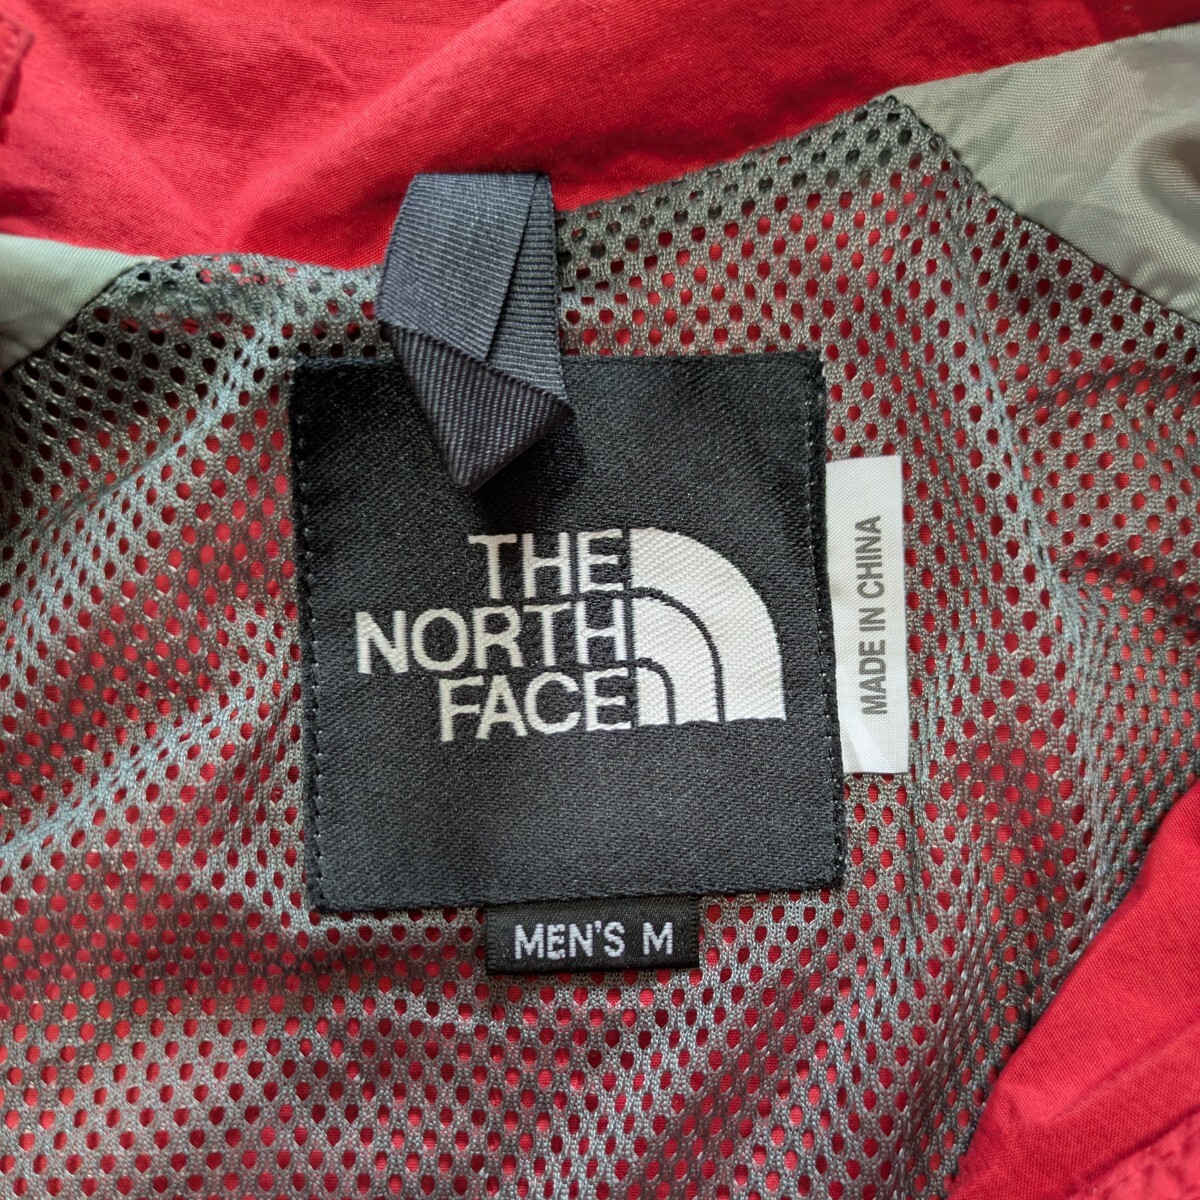 THE
NORTH
FACE
MADE IN CHINA
MEN'S M